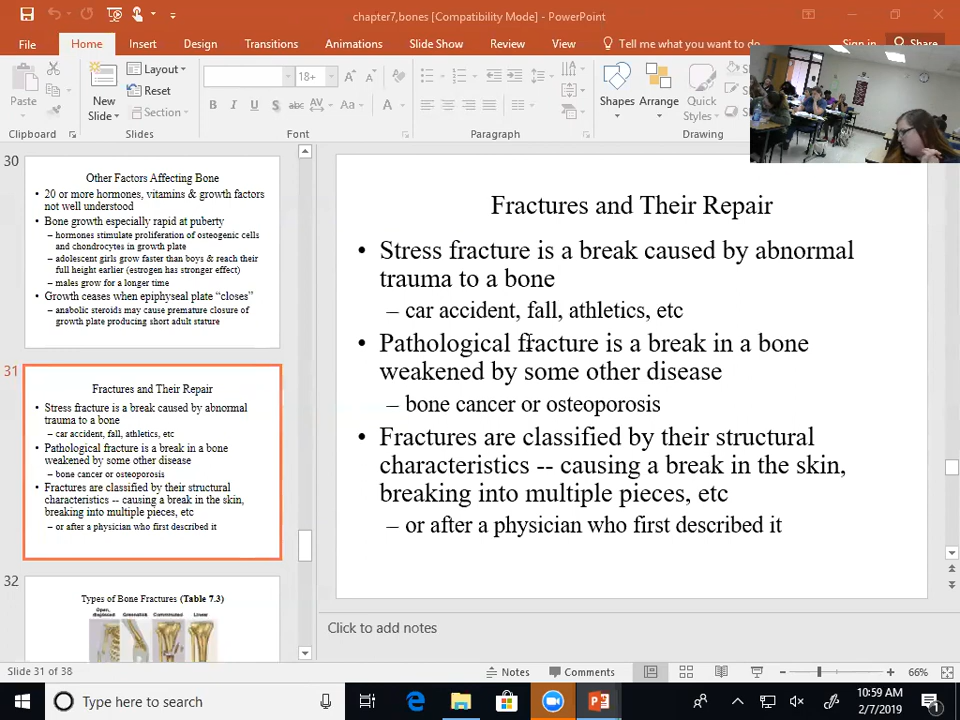 chapter7,bones [Compatibility Mode] - PowerPoint
File Home Insert Design Transitions Animations Slide Show Review View Tell me what you want to do Sign in Share
Paste
New Slide
Layout
Reset
Section
18+
B I U S abc AV Aa A
Shapes Arrange Quick Styles
Clipboard Slides Font Paragraph Drawing
30
Other Factors Affecting Bone
• 20 or more hormones, vitamins & growth factors
not well understood
• Bone growth especially rapid at puberty
– hormones stimulate proliferation of osteogenic cells
and chondrocytes in growth plate
– adolescent girls grow faster than boys & reach their
full height earlier (estrogen has stronger effect)
– males grow for a longer time
• Growth ceases when epiphyseal plate “closes”
– anabolic steroids may cause premature closure of
growth plate producing short adult stature
31
Fractures and Their Repair
• Stress fracture is a break caused by abnormal
trauma to a bone
– car accident, fall, athletics, etc
• Pathological fracture is a break in a bone
weakened by some other disease
– bone cancer or osteoporosis
• Fractures are classified by their structural
characteristics -- causing a break in the skin,
breaking into multiple pieces, etc
– or after a physician who first described it
32
Types of Bone Fractures (Table 7.3)
Open, displaced Greenstick Comminuted Linear
Fractures and Their Repair
• Stress fracture is a break caused by abnormal
trauma to a bone
– car accident, fall, athletics, etc
• Pathological fracture is a break in a bone
weakened by some other disease
– bone cancer or osteoporosis
• Fractures are classified by their structural
characteristics -- causing a break in the skin,
breaking into multiple pieces, etc
– or after a physician who first described it
Click to add notes
Slide 31 of 38 Notes Comments 66%
Type here to search
10:59 AM
2/7/2019
1